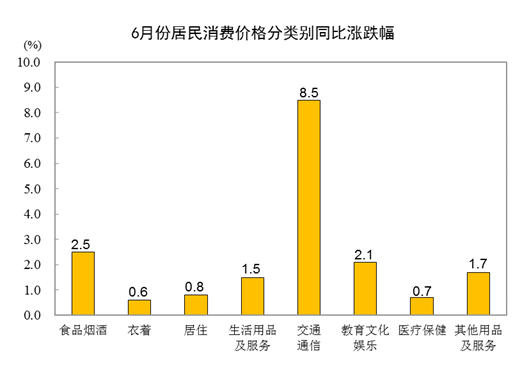 6月份居民消费价格分类别同比涨跌幅
(%)
10.0
9.0
8.0
7.0
6.0
5.0
4.0
3.0
2.0
1.0
0.0
2.5
0.6
0.8
1.5
8.5
2.1
0.7
1.7
食品烟酒
衣着
居住
生活用品
及服务
交通
通信
教育文化
娱乐
医疗保健
其他用品
及服务